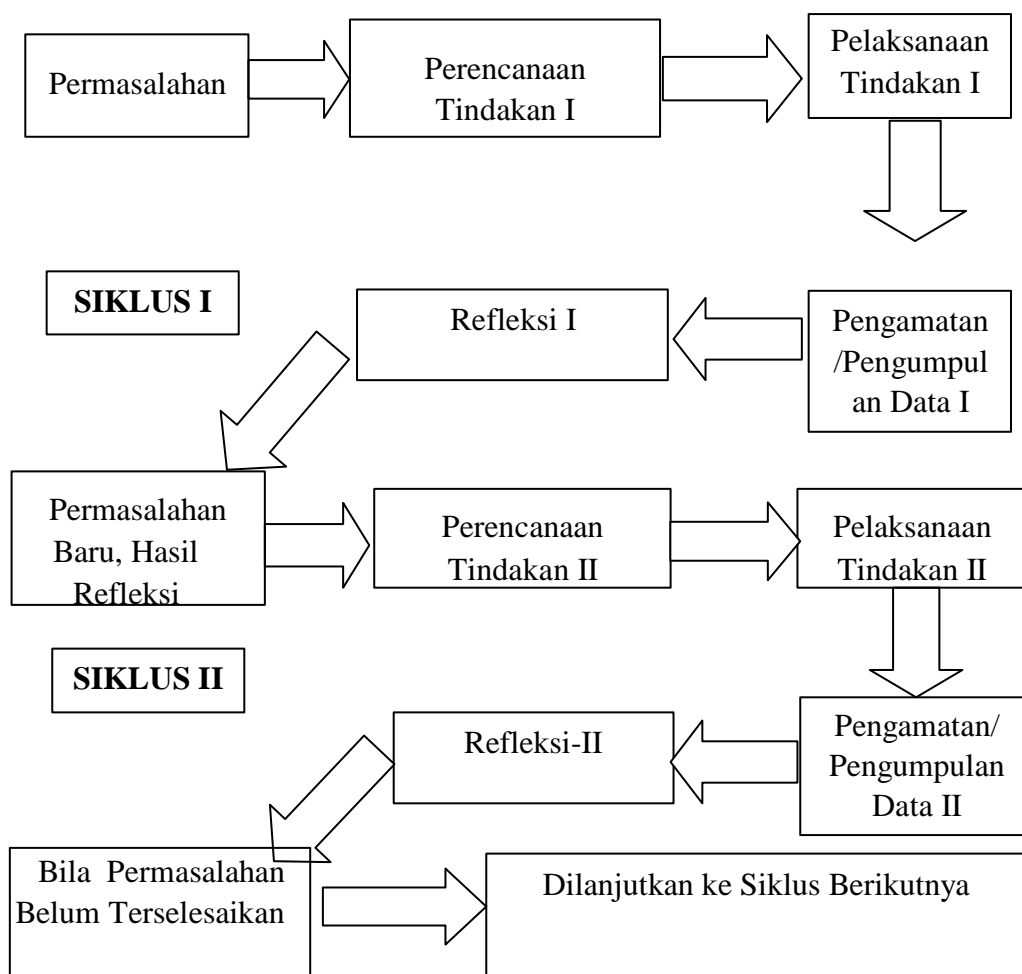 Permasalahan
Perencanaan
Tindakan I
Pelaksanaan
Tindakan I
SIKLUS I
Refleksi I
Pengamatan
/Pengumpul
an Data I
Permasalahan
Baru, Hasil
Refleksi
Perencanaan
Tindakan II
Pelaksanaan
Tindakan II
SIKLUS II
Refleksi-II
Pengamatan/
Pengumpulan
Data II
Bila Permasalahan
Belum Terselesaikan
Dilanjutkan ke Siklus Berikutnya